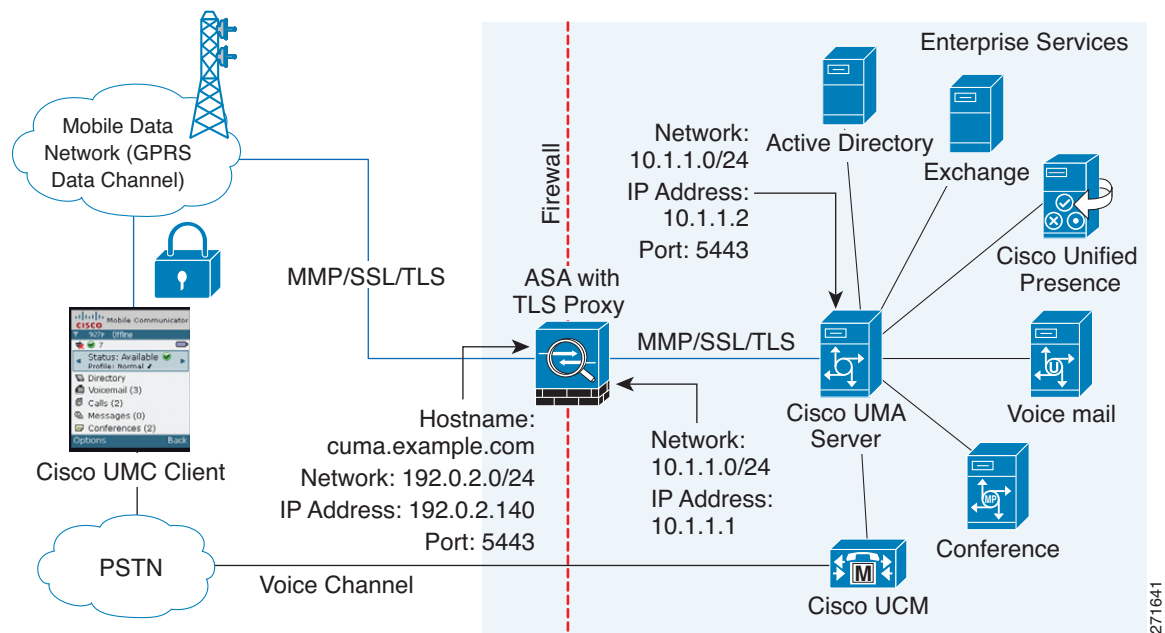 Enterprise Services
Mobile Data
Network (GPRS
Data Channel)
Firewall
Network:
10.1.1.0/24
IP Address:
10.1.1.2
Port: 5443
Active Directory
Exchange
Cisco Unified
Presence
MMP/SSL/TLS
ASA with
TLS Proxy
MMP/SSL/TLS
CISCO
Mobile Communicator
Offline
7
Status: Available
Profile: Normal
Directory
Voicemail (3)
Calls (2)
Messages (0)
Conferences (2)
Options
Back
Cisco UMC Client
Hostname:
cuma.example.com
Network: 192.0.2.0/24
IP Address: 192.0.2.140
Port: 5443
Network:
10.1.1.0/24
IP Address:
10.1.1.1
Cisco UMA
Server
U
Voice mail
MP
Conference
PSTN
Voice Channel
M
Cisco UCM
271641